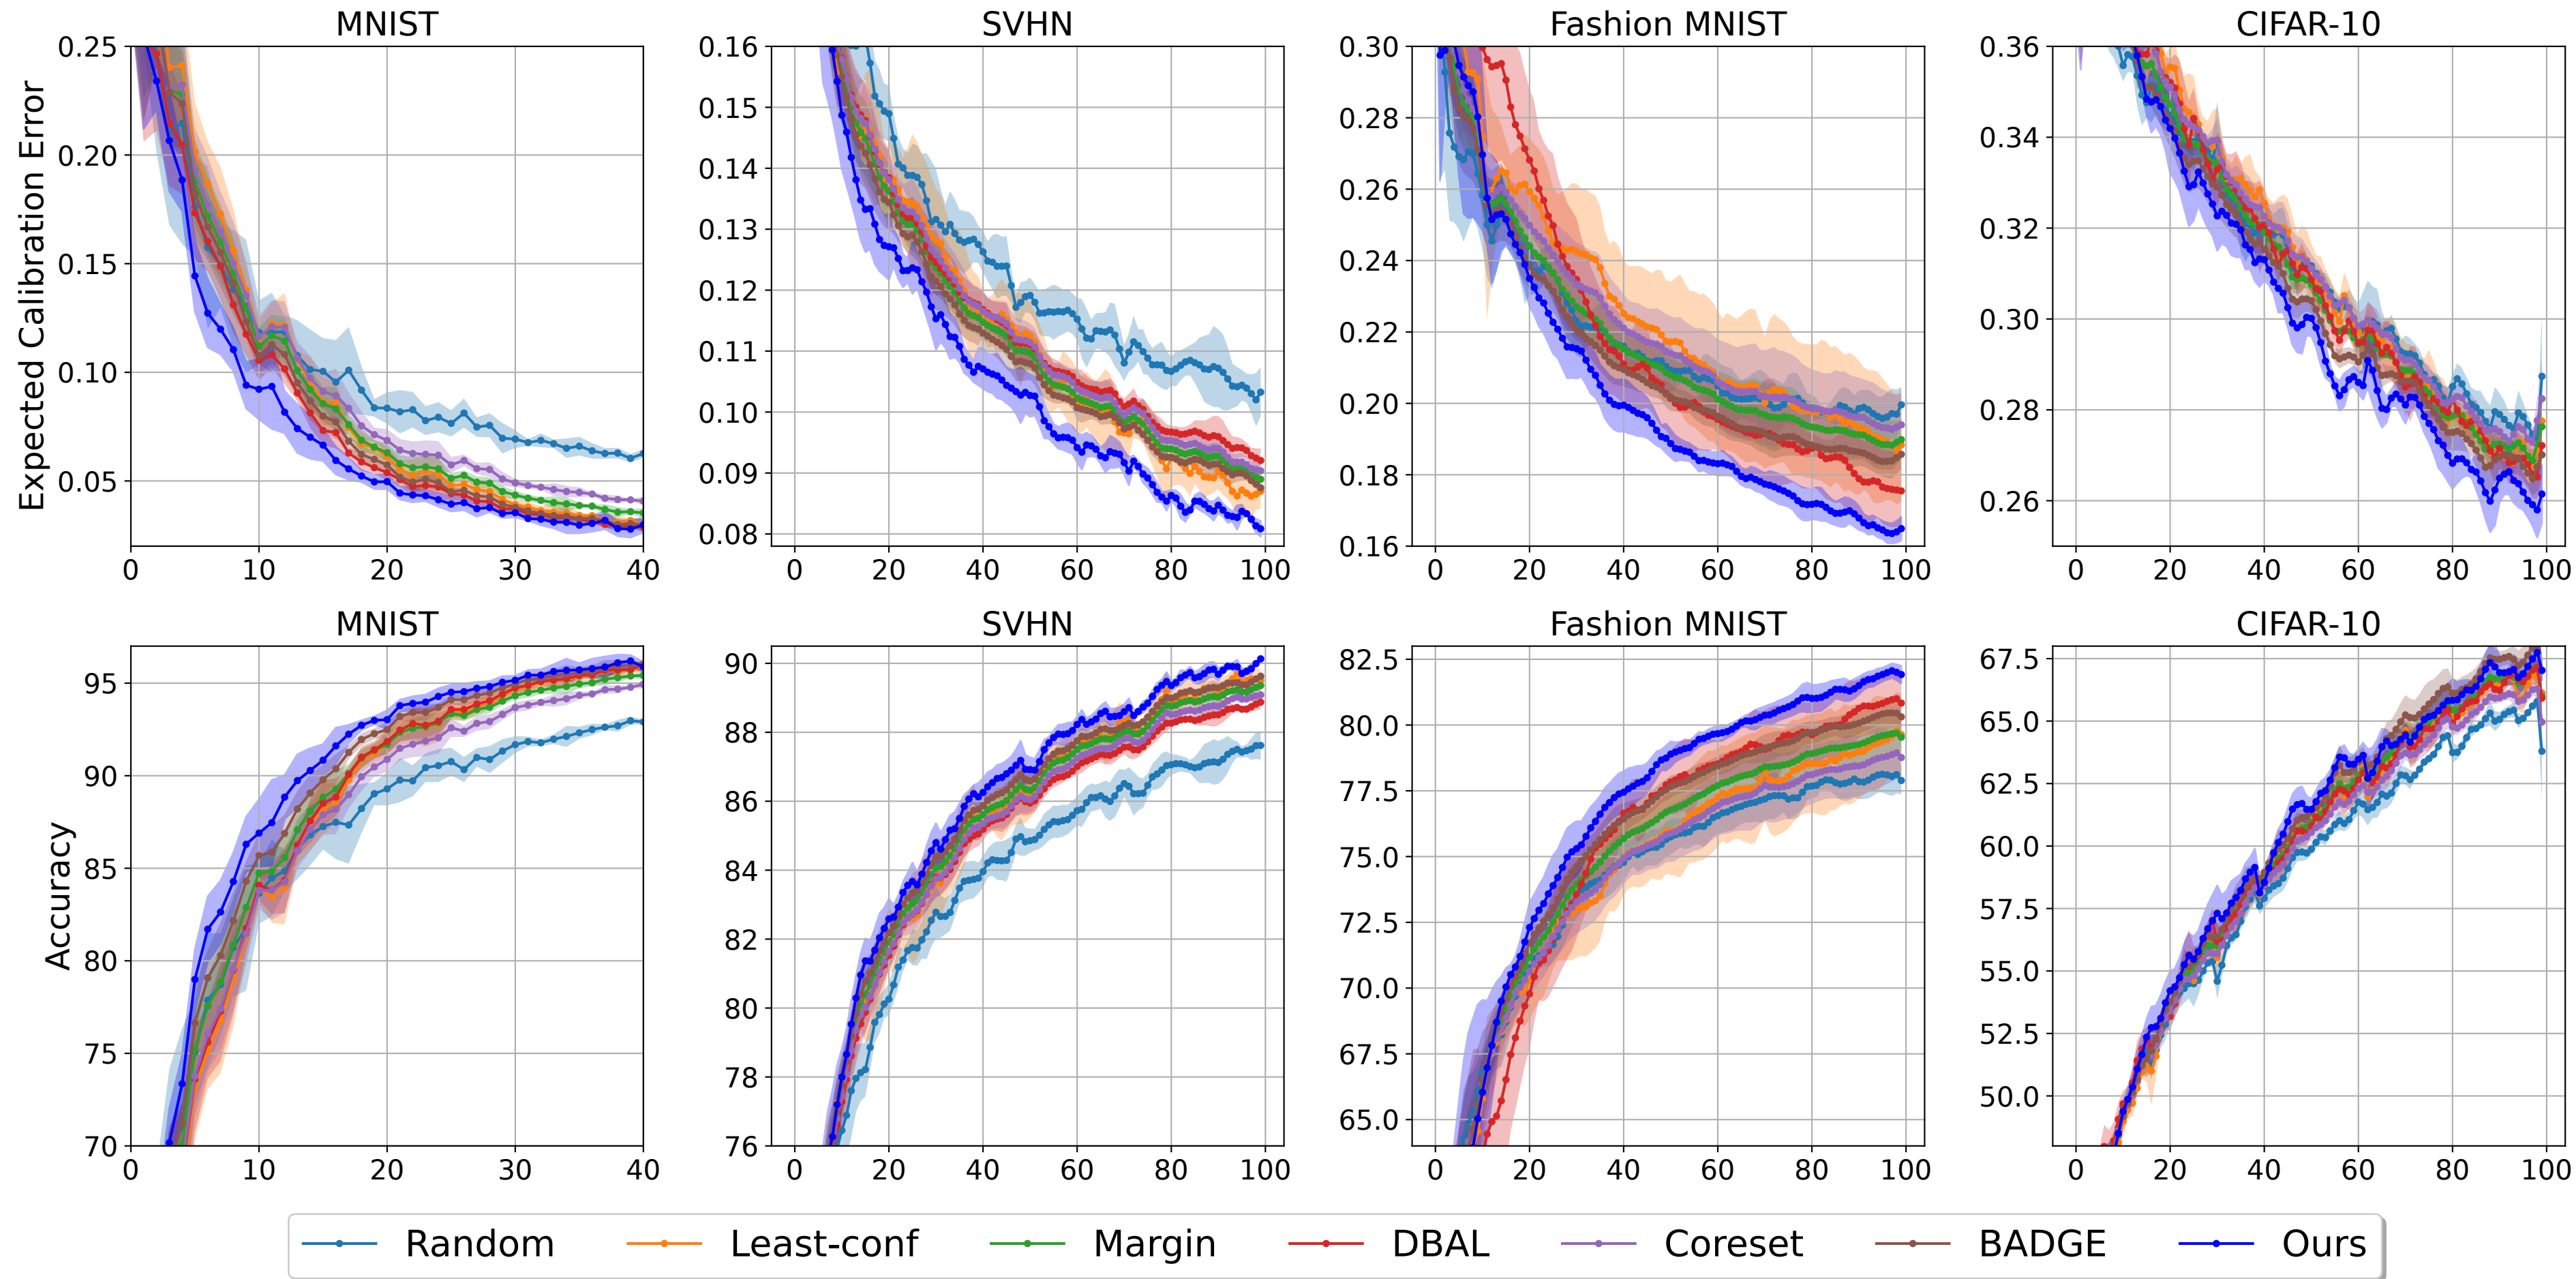 MNIST SVHN Fashion MNIST CIFAR-10
Expected Calibration Error
0.25 0.20 0.15 0.10 0.05
0 10 20 30 40
0.16 0.15 0.14 0.13 0.12 0.11 0.10 0.09 0.08
0 20 40 60 80 100
0.30 0.28 0.26 0.24 0.22 0.20 0.18 0.16
0 20 40 60 80 100
0.36 0.34 0.32 0.30 0.28 0.26
0 20 40 60 80 100
MNIST SVHN Fashion MNIST CIFAR-10
Accuracy
95 90 85 80 75 70
0 10 20 30 40
90 88 86 84 82 80 78 76
0 20 40 60 80 100
82.5 80.0 77.5 75.0 72.5 70.0 67.5 65.0
0 20 40 60 80 100
67.5 65.0 62.5 60.0 57.5 55.0 52.5 50.0
0 20 40 60 80 100
Random Least-conf Margin DBAL Coreset BADGE Ours